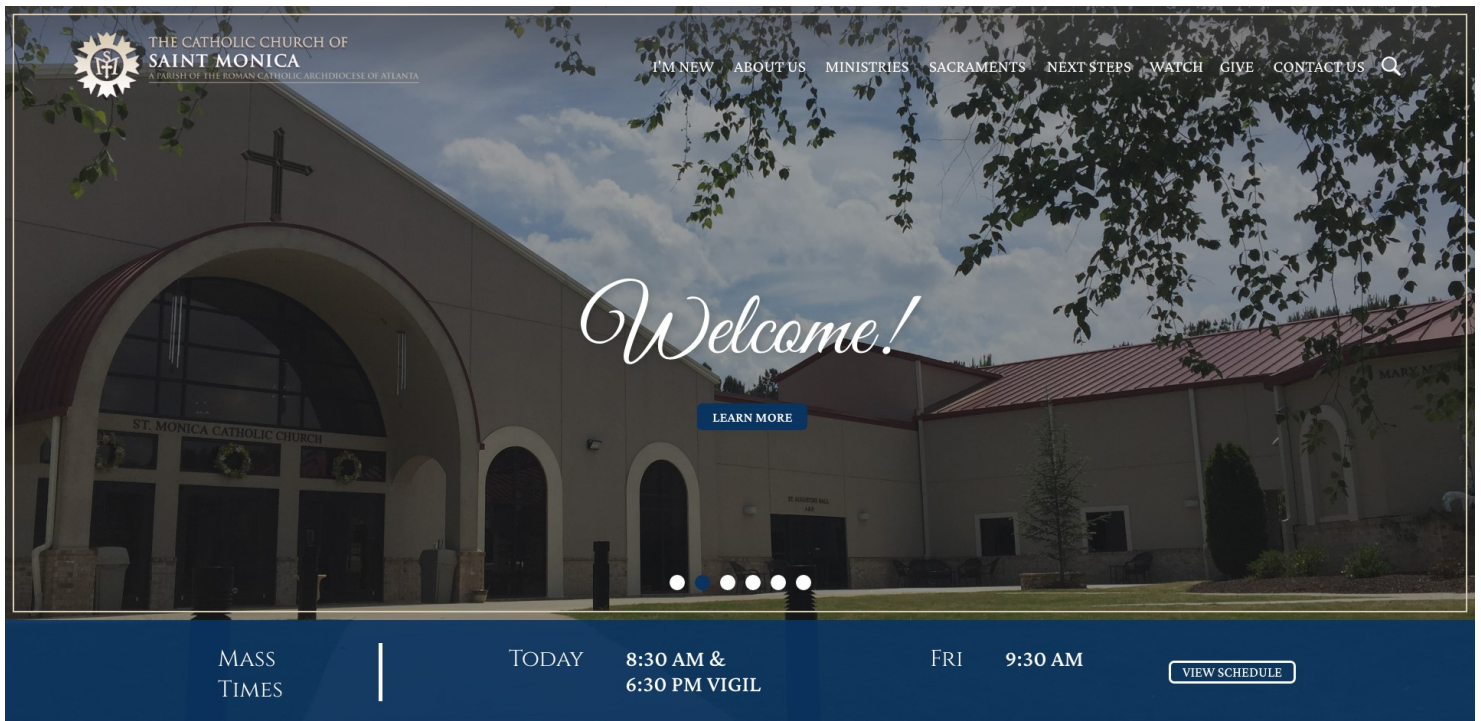 THE CATHOLIC CHURCH OF
SAINT MONICA
A PARISH OF THE ROMAN CATHOLIC ARCHDIOCESE OF ATLANTA
I'M NEW ABOUT US MINISTRIES SACRAMENTS NEXT STEPS WATCH GIVE CONTACT US
Welcome!
LEARN MORE
ST. MONICA CATHOLIC CHURCH
MARY
MASS
TIMES
TODAY
8:30 AM &
6:30 PM VIGIL
FRI
9:30 AM
VIEW SCHEDULE